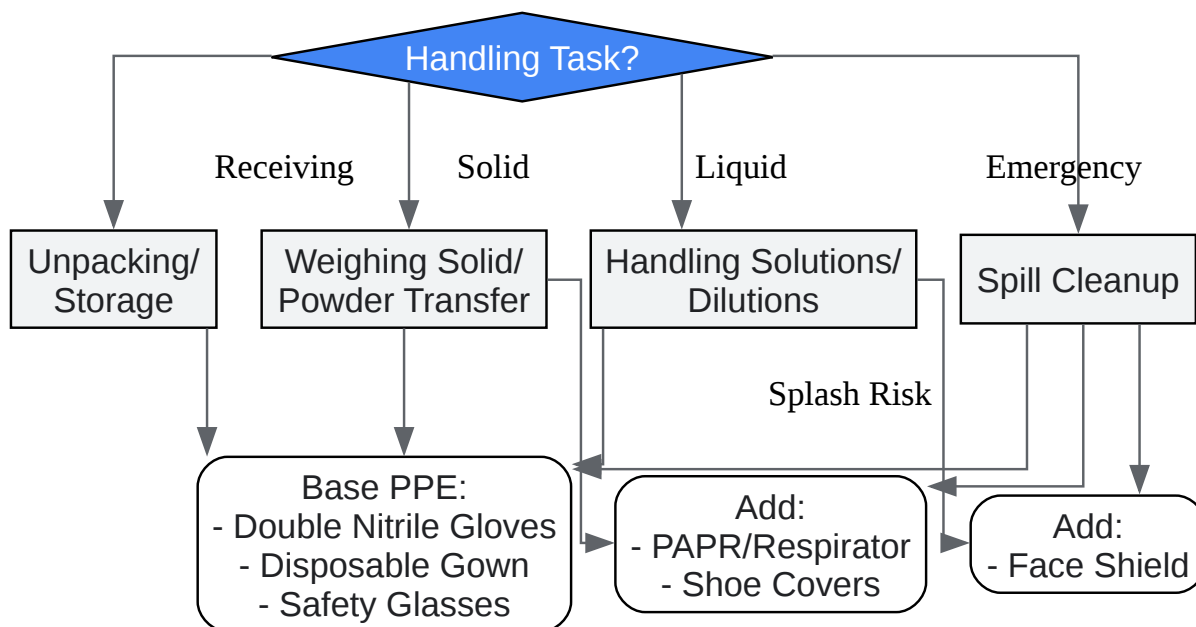 Handling Task?
Receiving
Solid
Liquid
Emergency
Unpacking/
Storage
Weighing Solid/
Powder Transfer
Handling Solutions/
Dilutions
Spill Cleanup
Splash Risk
Base PPE:
- Double Nitrile Gloves
- Disposable Gown
- Safety Glasses
Add:
- PAPR/Respirator
- Shoe Covers
Add:
- Face Shield